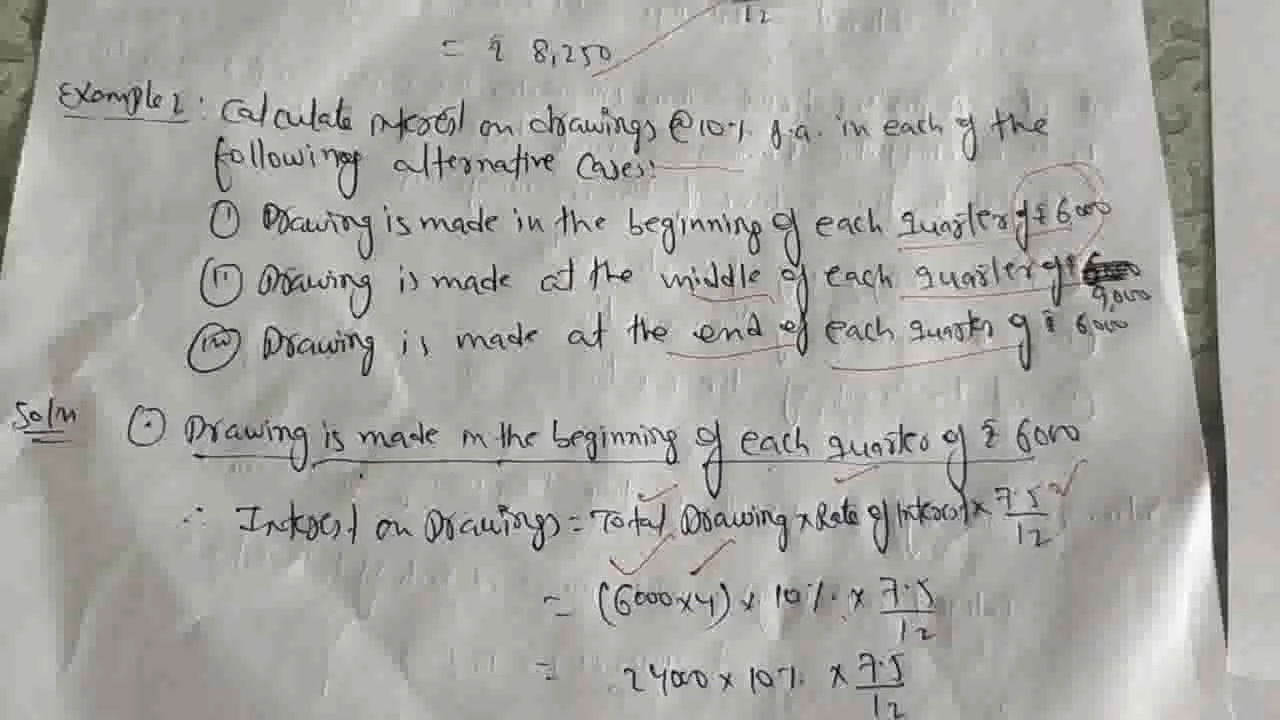 12
= ₹ 8,250
Example 2: Calculate interest on drawings @ 10% p.a. in each of the
following alternative cases:
(i) Drawing is made in the beginning of each quarter of ₹ 6000
(ii) Drawing is made at the middle of each quarter of ₹ 9,000
(iii) Drawing is made at the end of each quarter of ₹ 6000
Soln (i) Drawing is made in the beginning of each quarter of ₹ 6000
∴ Interest on Drawings = Total Drawing × Rate of Interest × 7.5/12
= (6000×4) × 10% × 7.5/12
= 24000 × 10% × 7.5/12